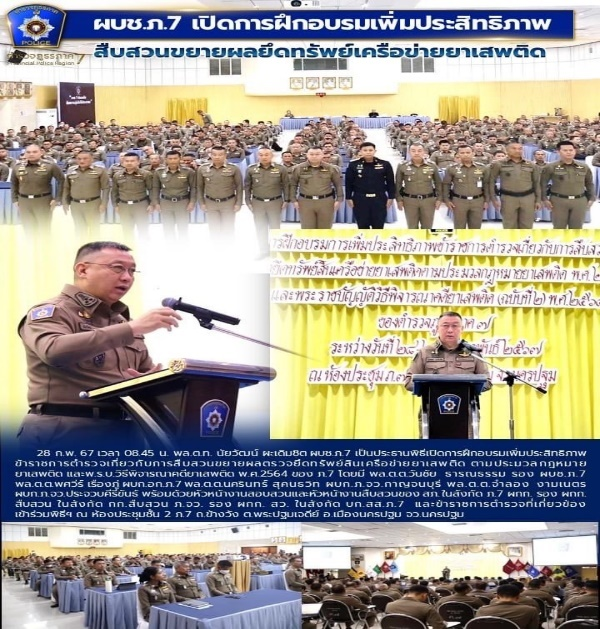 ผบช.ภ.7 เปิดการฝึกอบรมเพิ่มประสิทธิภาพ
สืบสวนขยายผลยึดทรัพย์เครือข่ายยาเสพติด
POLICE
Provincial Police Region 7
การฝึกอบรมการเพิ่มประสิทธิภาพข้าราชการตำรวจเกี่ยวกับการสืบสว
ยึดทรัพย์สินเครือข่ายยาเสพติดตามประมวลกฎหมายยาเสพติด พ.ศ.๒
และพระราชบัญญัติวิธีพิจารณาคดียาเสพติด (ฉบับที่๒) พ.ศ.๒๕๖
ของตำรวจภู ภาค ๗
ระหว่างวันที่ ๒๘ พันธ์ ๒๕๖๗
ณ ห้องประชุม ภ.๗ นครปฐม
28 ก.พ. 67 เวลา 08.45 น. พล.ต.ท. นัยวัฒน์ ผะเดิมชิต ผบช.ภ.7 เป็นประธานพิธีเปิดการฝึกอบรมเพิ่มประสิทธิภาพ
ข้าราชการตำรวจเกี่ยวกับการสืบสวนขยายผลตรวจยึดทรัพย์สินเครือข่ายยาเสพติด ตามประมวลกฎหมาย
ยาเสพติด และพ.ร.บ.วิธีพิจารณาคดียาเสพติด พ.ศ.2564 ของ ภ.7 โดยมี พล.ต.ต.วันชัย ธารณธรรม รอง ผบช.ภ.7
พล.ต.ต.พศวีร์ เรืองภู่ ผบก.อก.ภ.7 พล.ต.ต.นครินทร์ สุคนธวิท ผบก.ภ.จว.กาญจนบุรี พล.ต.ต.จำลอง งามเนตร
ผบก.ภ.จว.ประจวบคีรีขันธ์ พร้อมด้วยหัวหน้างานสอบสวนและหัวหน้างานสืบสวนของ สภ.ในสังกัด ภ.7 ผกก. รอง ผกก.
สืบสวน ในสังกัด กก.สืบสวน ภ.จว. รอง ผกก. สว. ในสังกัด บก.สส.ภ.7 และข้าราชการตำรวจที่เกี่ยวข้อง
เข้าร่วมพิธีฯ ณ ห้องประชุมชั้น 2 ภ.7 ถ.ข้างวัง ต.พระปฐมเจดีย์ อ.เมืองนครปฐม จว.นครปฐม